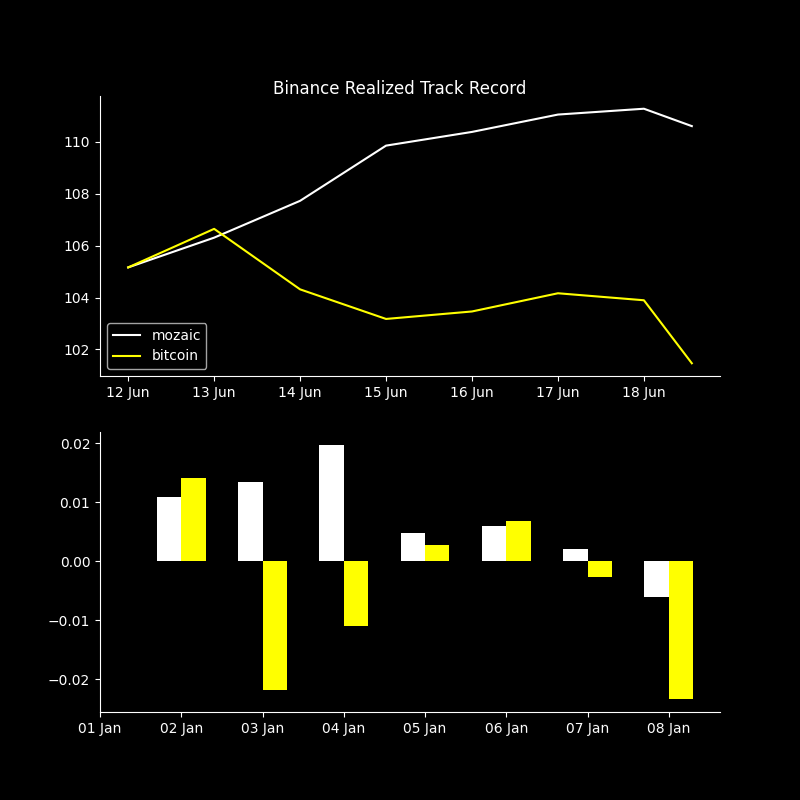 Binance Realized Track Record
110
108
106
104
102
mozaic
bitcoin
12 Jun 13 Jun 14 Jun 15 Jun 16 Jun 17 Jun 18 Jun
0.02
0.01
0.00
−0.01
−0.02
01 Jan 02 Jan 03 Jan 04 Jan 05 Jan 06 Jan 07 Jan 08 Jan